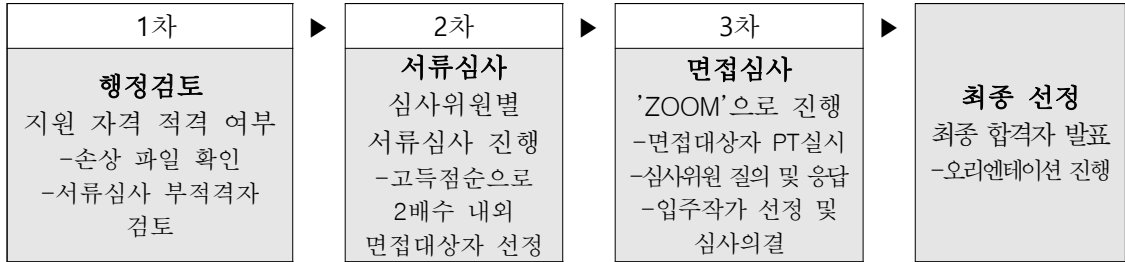 1차
행정검토
지원 자격 적격 여부
-손상 파일 확인
-서류심사 부적격자
검토
▶
2차
서류심사
심사위원별
서류심사 진행
-고득점순으로
2배수 내외
면접대상자 선정
▶
3차
면접심사
'ZOOM'으로 진행
-면접대상자 PT실시
-심사위원 질의 및 응답
-입주작가 선정 및
심사의결
▶
최종 선정
최종 합격자 발표
-오리엔테이션 진행